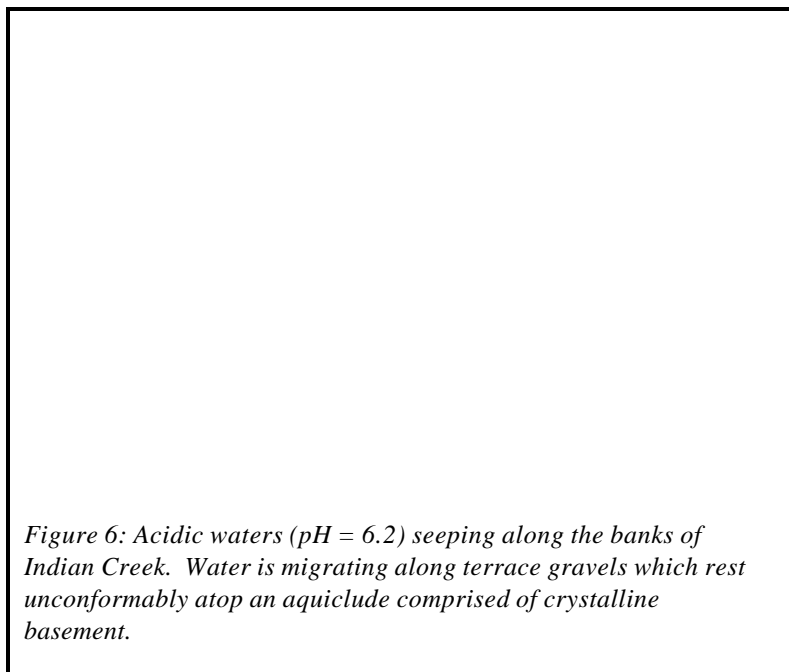 Figure 6: Acidic waters (pH = 6.2) seeping along the banks of
Indian Creek.  Water is migrating along terrace gravels which rest
unconformably atop an aquiclude comprised of crystalline
basement.